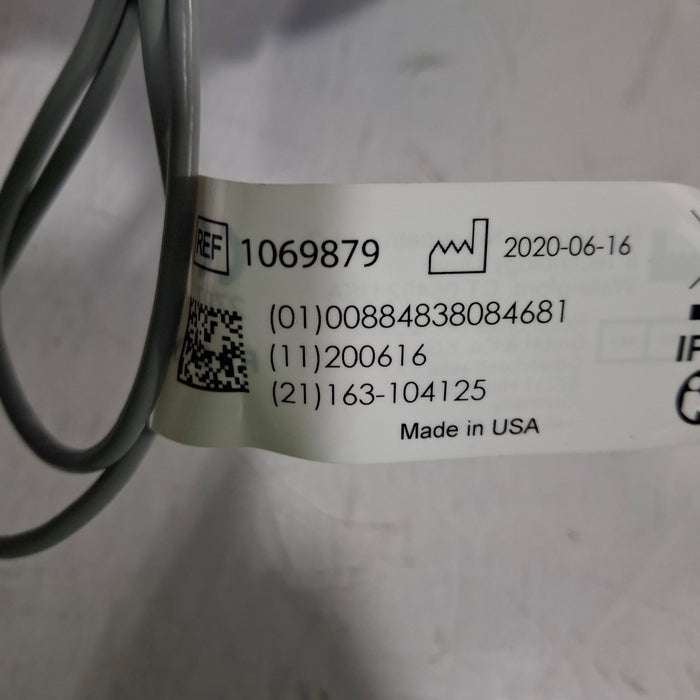 REF 1069879 2020-06-16
(01)00884838084681
(11)200616
(21)163-104125
Made in USA
IP